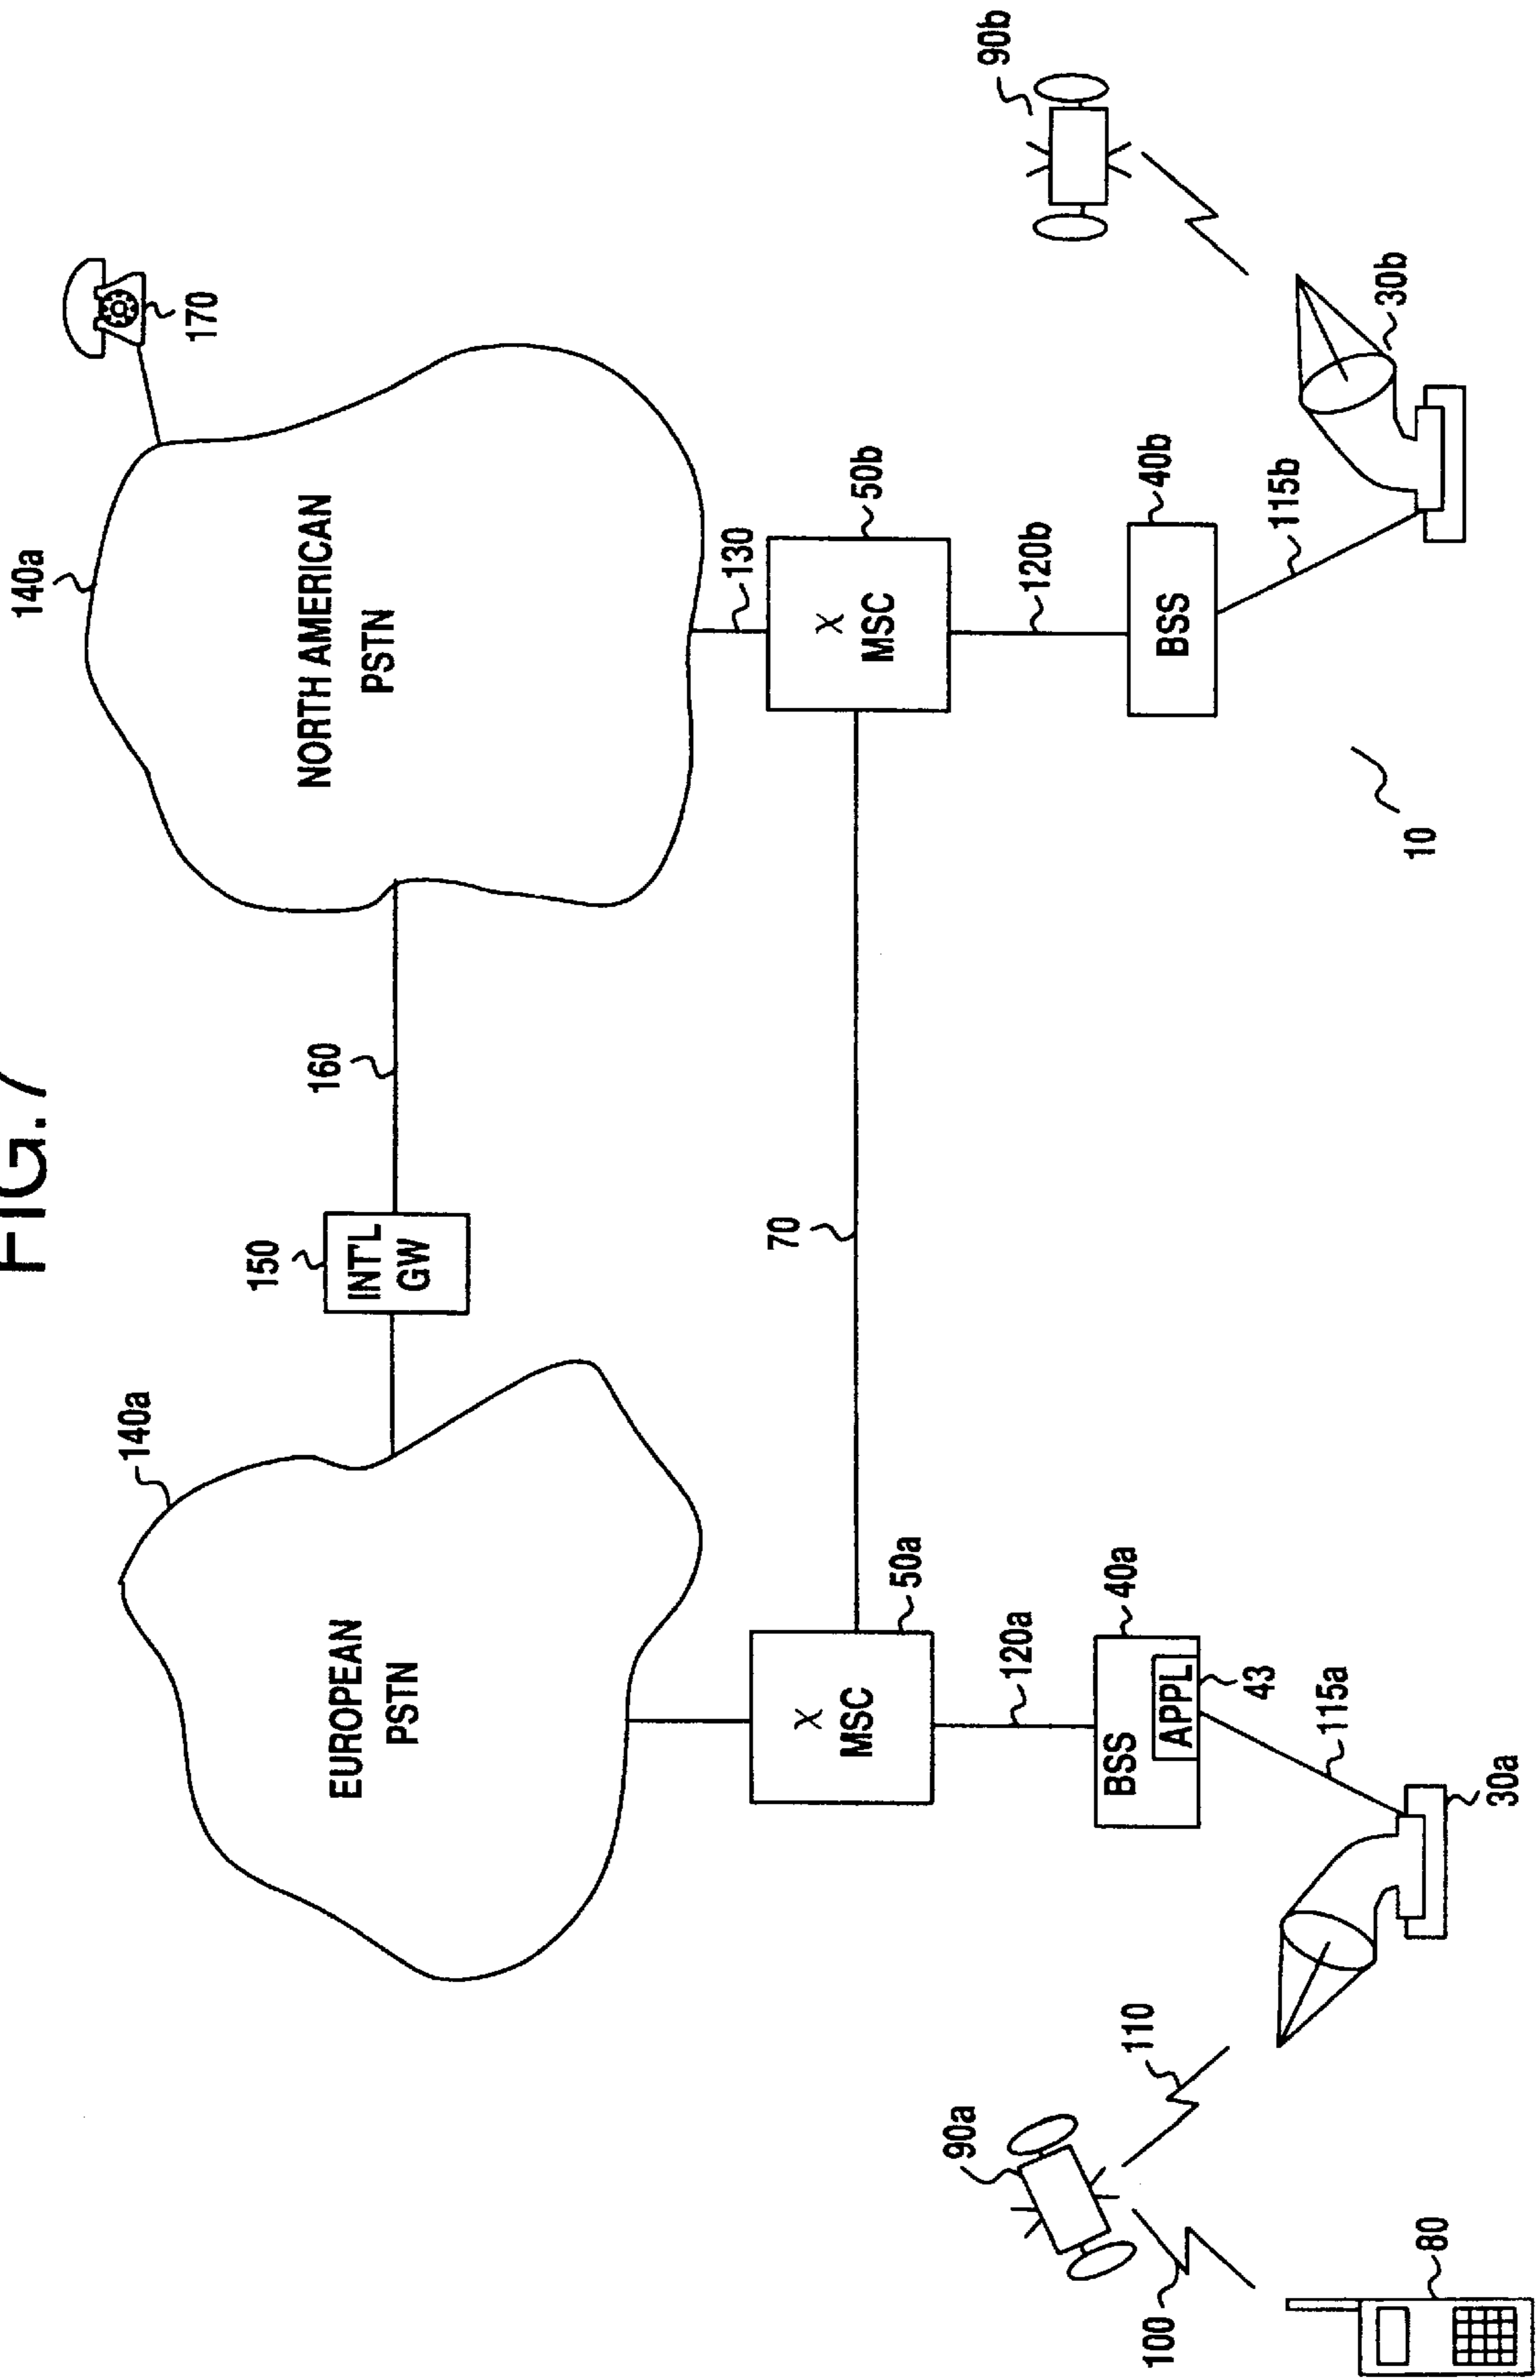 FIG.7
140a
NORTH AMERICAN
PSTN
170
160
150
INT'L
GW
140a
EUROPEAN
PSTN
130
χ
MSC
50b
70
χ
MSC
50a
120b
BSS
40b
115b
30b
90b
10
120a
BSS
APPL
40a
43
115a
30a
110
90a
100
80